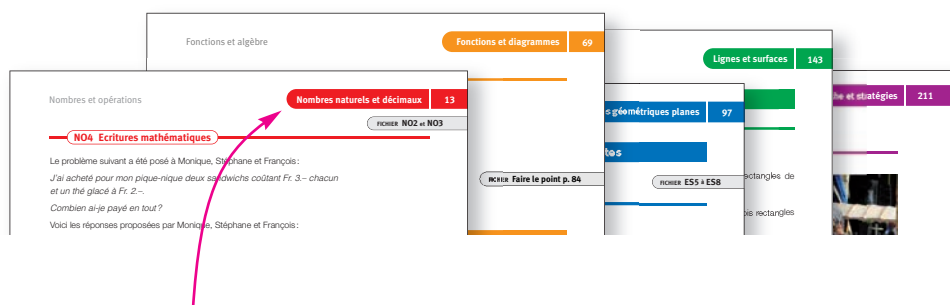 Fonctions et algèbre
Fonctions et diagrammes 69
Lignes et surfaces 143
et stratégies 211
Nombres et opérations
Nombres naturels et décimaux 13
géométriques planes 97
FICHIER NO2 et NO3
NO4 Ecritures mathématiques
Le problème suivant a été posé à Monique, Stéphane et François:
J'ai acheté pour mon pique-nique deux sandwichs coûtant Fr. 3.– chacun
et un thé glacé à Fr. 2.–.
Combien ai-je payé en tout?
Voici les réponses proposées par Monique, Stéphane et François:
FICHIER Faire le point p. 84
FICHIER ES5 à ES8
rectangles de
rectangles